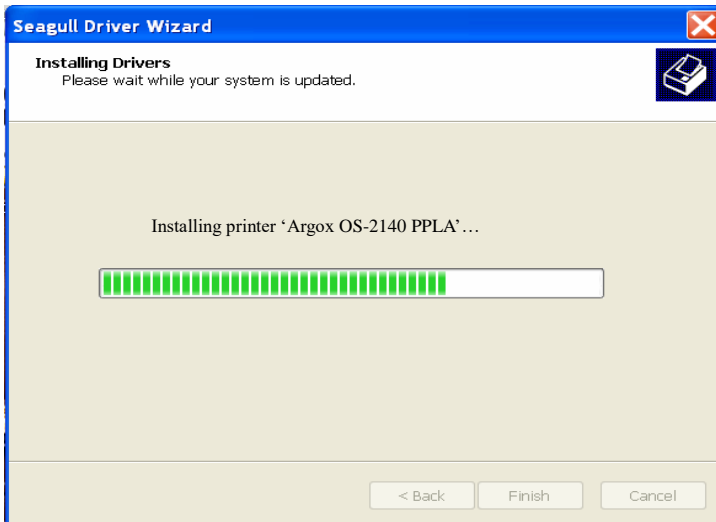 Seagull Driver Wizard
Installing Drivers
Please wait while your system is updated.
Installing printer ‘Argox OS-2140 PPLA’…
< Back Finish Cancel